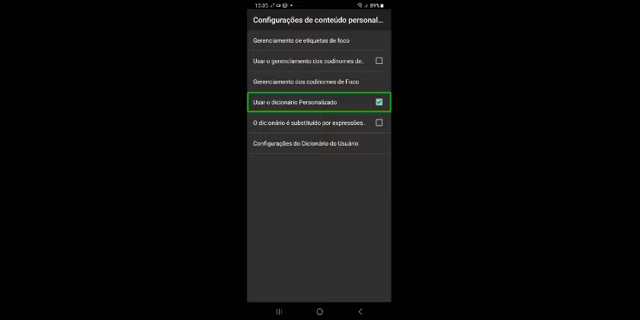 15:35
89%
Configurações de conteúdo personal...
Gerenciamento de etiquetas de foco
Usar o gerenciamento dos codinomes de.
Gerenciamento dos codinomes de Foco
Usar o dicionário Personalizado
O dicionário é substituído por expressões.
Configurações do Dicionário do Usuário